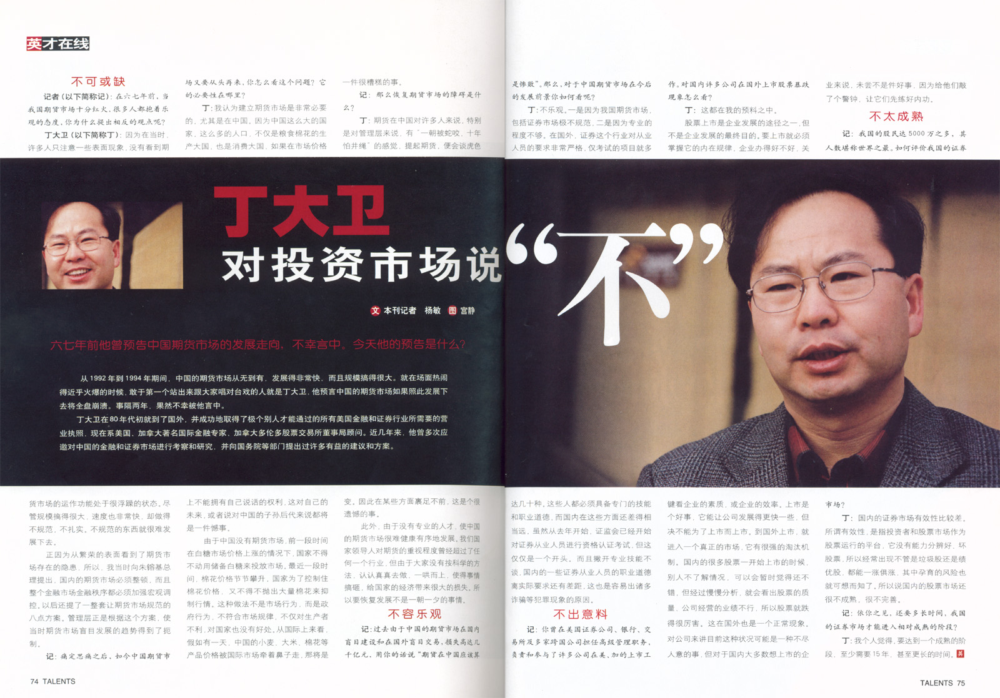 英才在线
丁大卫
对投资市场说“不”
文 本刊记者 杨敏 图 宫静
六七年前他曾预告中国期货市场的发展走向，不幸言中。今天他的预告是什么？
从1992年到1994年期间，中国的期货市场从无到有，发展得非常快，而且规模搞得很大。就在场面热闹
得近乎火爆的时候，敢于第一个站出来跟大家唱对台戏的人就是丁大卫，他预言中国的期货市场如果照此发展下
去将全盘崩溃。事隔两年，果然不幸被他言中。
丁大卫在80年代初就到了国外，并成功地取得了极个别人才能通过的所有美国金融和证券行业所需要的营
业执照，现在系美国、加拿大著名国际金融专家，加拿大多伦多股票交易所董事局顾问。近几年来，他曾多次应
邀对中国的金融和证券市场进行考察和研究，并向国务院等部门提出过许多有益的建议和方案。
不可或缺
记者（以下简称记）：在六七年前，当
我国期货市场十分红火，很多人都抱着乐
观的态度，你为什么提出相反的观点呢？
丁大卫（以下简称丁）：因为在当时，
许多人只注意一些表面现象，没有看到期
货市场的运作功能处于很浮躁的状态。尽
管规模搞得很大，速度也非常快，却做得
不规范，不扎实。不规范的东西就很难发
展下去。
正因为从繁荣的表面看到了期货市
场存在的隐患，所以，我当时向朱镕基总
理提出，国内的期货市场必须整顿，而且
整个金融市场金融秩序都必须加强宏观调
控。以后还提了一整套让期货市场规范的
八点方案。管理层正是根据这个方案，使
当时期货市场盲目发展的趋势得到了扼
制。
记：痛定思痛之后，如今中国期货市
场又要从头再来，你怎么看这个问题？它
的必要性在哪里？
丁：我认为建立期货市场是非常必要
的，尤其是在中国。因为中国这么大的国
家，这么多的人口，不仅是粮食棉花的生
产大国，也是消费大国，如果在市场价格
上不能拥有自己说话的权利，这对自己的
未来，或者说对中国的子孙后代来说都将
是一件憾事。
由于中国没有期货市场，前一段时间
在白糖市场价格上涨的情况下，国家不得
不动用储备白糖来投放市场。最近一段时
间，棉花价格节节攀升，国家为了控制住
棉花价格，又不得不抛出大量棉花来抑
制行情。这种做法不是市场行为，而是政
府行为，不符合市场规律，不仅对生产者
不利，对国家也没有好处。从国际上来看，
假如有一天，中国的小麦、大米、棉花等
产品价格被国际市场牵着鼻子走，那将是
一件很糟糕的事。
记：那么恢复期货市场的障碍是什
么？
丁：期货在中国对许多人来说，特别
是对管理层来说，有“一朝被蛇咬，十年
怕井绳”的感觉，提起期货，便会谈虎色
变。因此在某些方面裹足不前，这是个很
遗憾的事。
此外，由于没有专业的人才，使中国
的期货市场很难健康有序地发展。我们国
家领导人对期货的重视程度曾经超过了任
何一个行业，但由于大家没有按科学的方
法，认认真真去做，一哄而上，使得事情
搞砸，给国家的经济带来很大的损失。所
以要恢复发展不是一朝一夕的事情。
不容乐观
记：过去由于中国的期货市场在国内
盲目建设和在国外盲目交易，损失高达几
千亿元，用你的话说“期货在中国应该算
是惨败”。那么，对于中国期货市场在今后
的发展前景你如何看呢？
丁：不乐观。一是因为我国期货市场，
包括证券市场极不规范，二是因为专业的
程度不够。在国外，证券这个行业对从业
人员的要求非常严格，仅考试的项目就多
达几十种。这些人都必须具备专门的技能
和职业道德，而国内在这些方面还差得相
当远。虽然从去年开始，证监会已经开始
对证券从业人员进行资格认证考试，但这
仅仅是一个开头。而且撇开专业技能不
谈，国内的一些证券从业人员的职业道德
离实际要求还有差距，这也是容易出诸多
诈骗等犯罪现象的原因。
不出意料
记：你曾在美国证券公司、银行、交
易所及多家跨国公司担任高级管理职务，
负责和参与了许多公司在美、加的上市工
作。对国内许多公司在国外上市股票暴跌
现象怎么看？
丁：这都在我的预料之中。
股票上市是企业发展的途径之一，但
不是企业发展的最终目的。要上市就必须
掌握它的内在规律，企业办得好不好，关
键看企业的素质，或企业的效率。上市是
个好事，它能让公司发展得更快一些，但
决不能为了上市而上市。到国外上市，就
进入一个真正的市场，它有很强的淘汰机
制。国内的很多股票一开始上市的时候，
别人不了解情况，可以会暂时觉得还不
错，但经过慢慢分析，就会看出股票的质
量，公司经营的业绩不行，所以股票就跌
得很厉害。这在国外也是一个正常现象。
对公司来讲目前这种状况可能是一种不尽
人意的事，但对于国内大多数想上市的企
业来说，未尝不是件好事，因为给他们敲
了个警钟，让它们先练好内功。
不太成熟
记：我国的股民达5000万之多，其
人数堪称世界之最。如何评价我国的证券
市场？
丁：国内的证券市场有效性比较差。
所谓有效性，是指投资者和股票市场作为
股票运行的平台，它没有能力分辨好、坏
股票，所以经常出现不管是垃圾股还是绩
优股，都能一涨俱涨，其中孕育的风险也
就可想而知了。所以说国内的股票市场还
很不成熟，很不完善。
记：依你之见，还要多长时间，我国
的证券市场才能进入相对成熟的阶段？
丁：我个人觉得，要达到一个成熟的阶
段，至少需要15年，甚至更长的时间。英
74 TALENTS
TALENTS 75